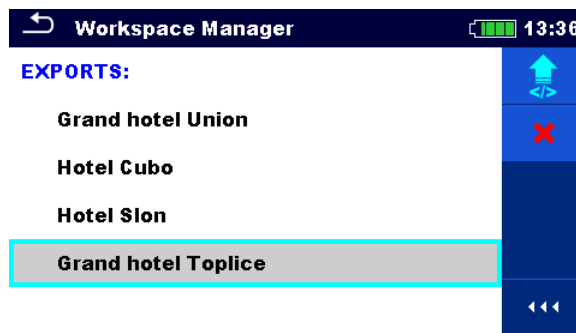 Workspace Manager 13:36
EXPORTS:
</>
Grand hotel Union
Hotel Cubo
Hotel Slon
Grand hotel Toplice